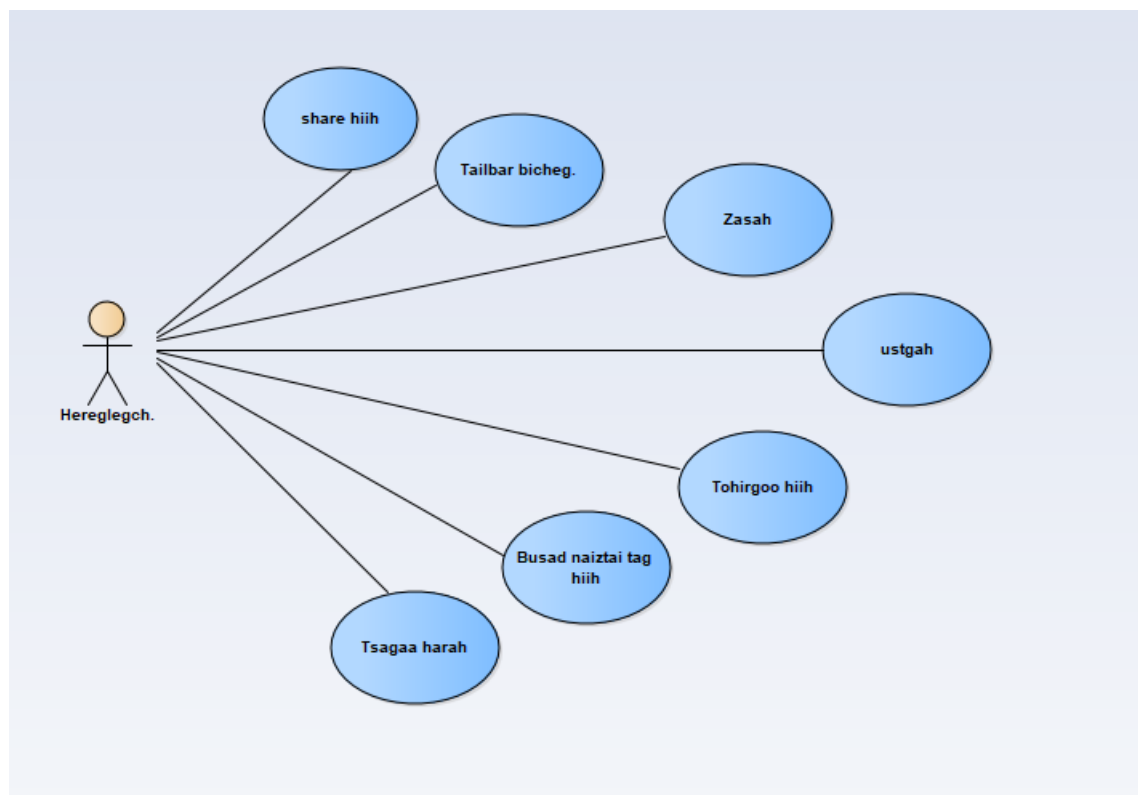 share hiih
Tailbar bicheg.
Zasah
ustgah
Hereglegch.
Tohirgoo hiih
Busad naiztai tag
hiih
Tsagaa harah